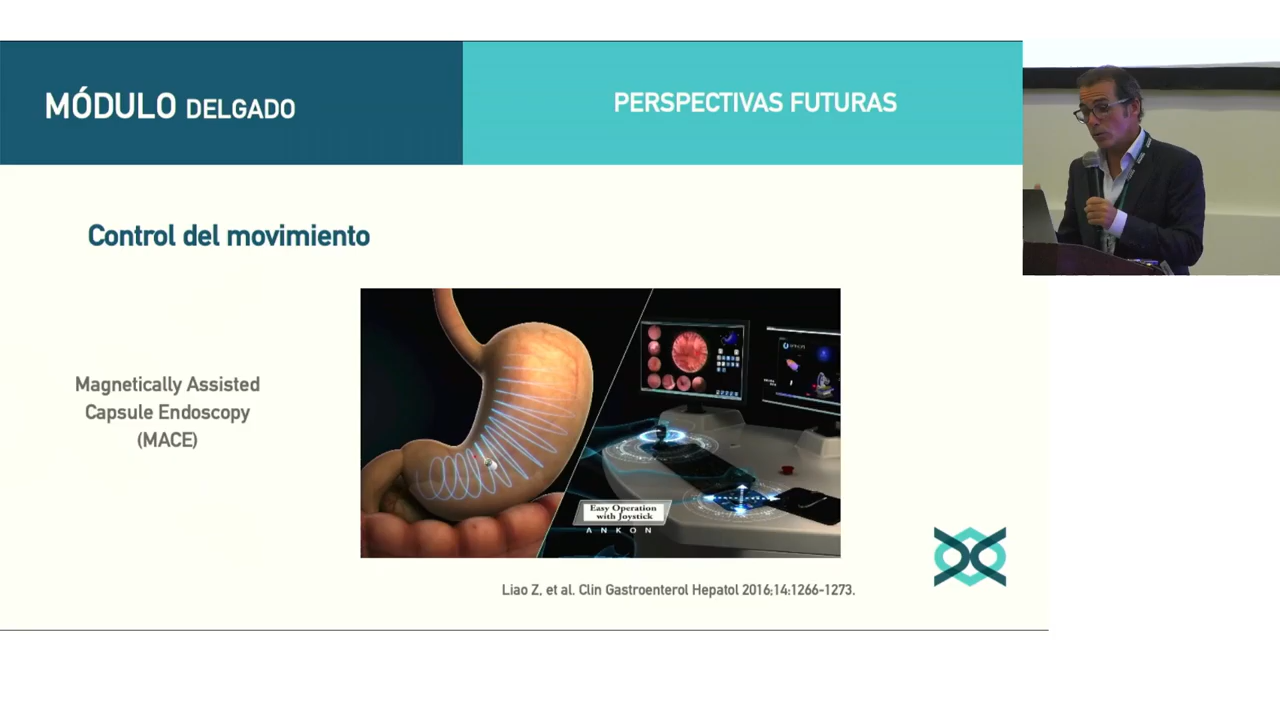 MÓDULO DELGADO
PERSPECTIVAS FUTURAS
Control del movimiento
Magnetically Assisted
Capsule Endoscopy
(MACE)
Easy Operation
with Joystick
ANKON
Liao Z, et al. Clin Gastroenterol Hepatol 2016;14:1266-1273.